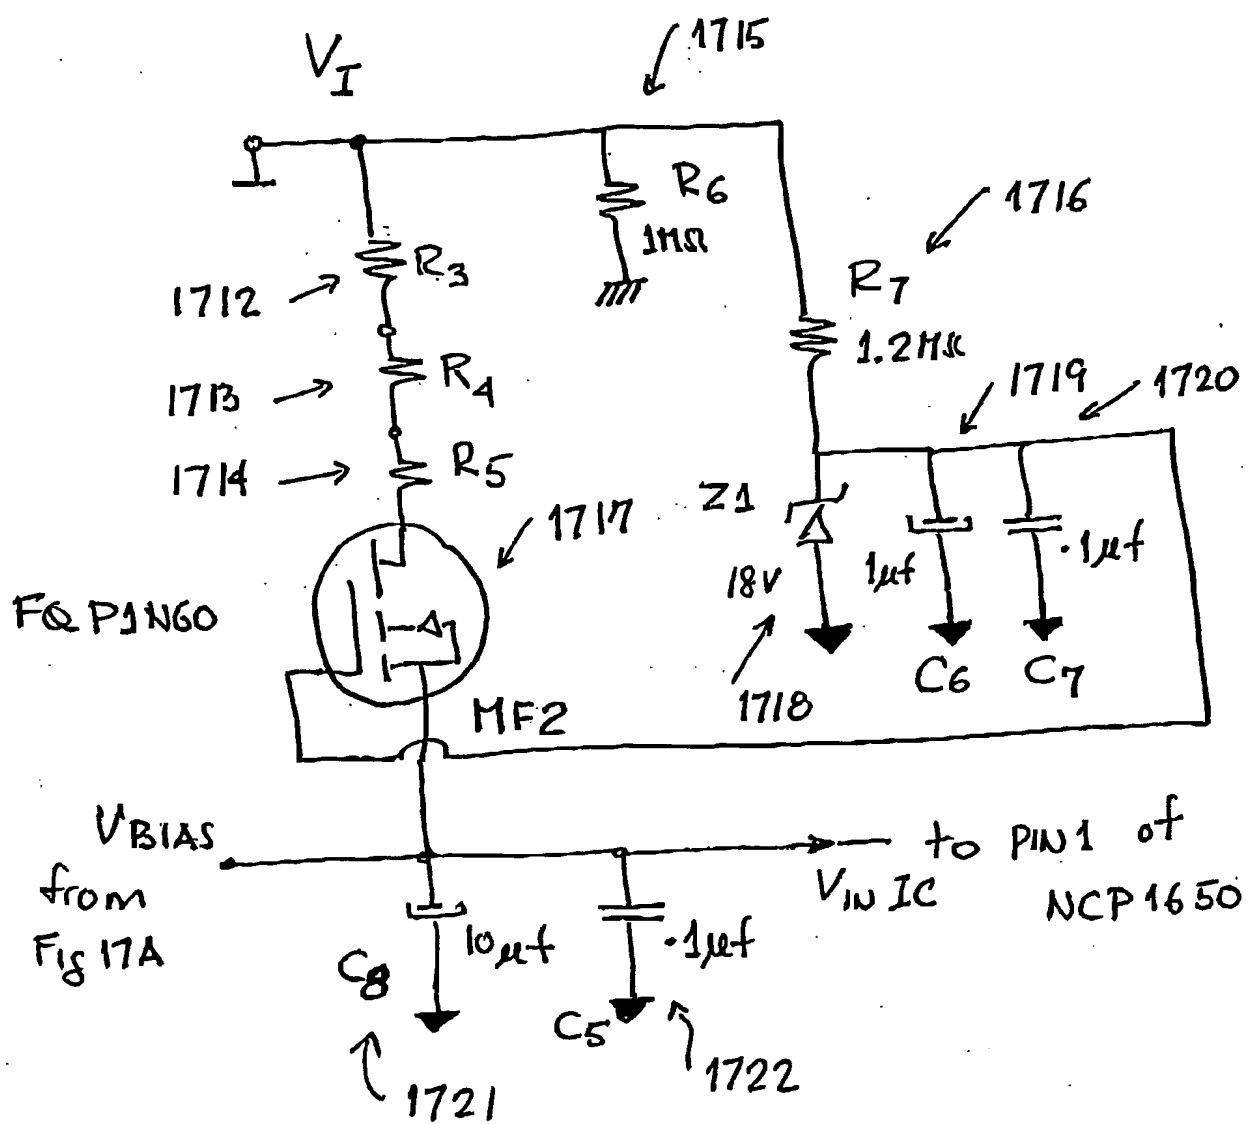 1715
V_I
R6
1MΩ
1716
R7
1.2MΩ
R3
1712
R4
1713
R5
1714
1719
1720
Z1
18V
1718
1μf
C6
.1μf
C7
1717
FQP1N60
MF2
VBIAS
from
Fig 17A
to PIN1 of
NCP1650
VIN IC
10μf
C8
1721
.1μf
C5
1722